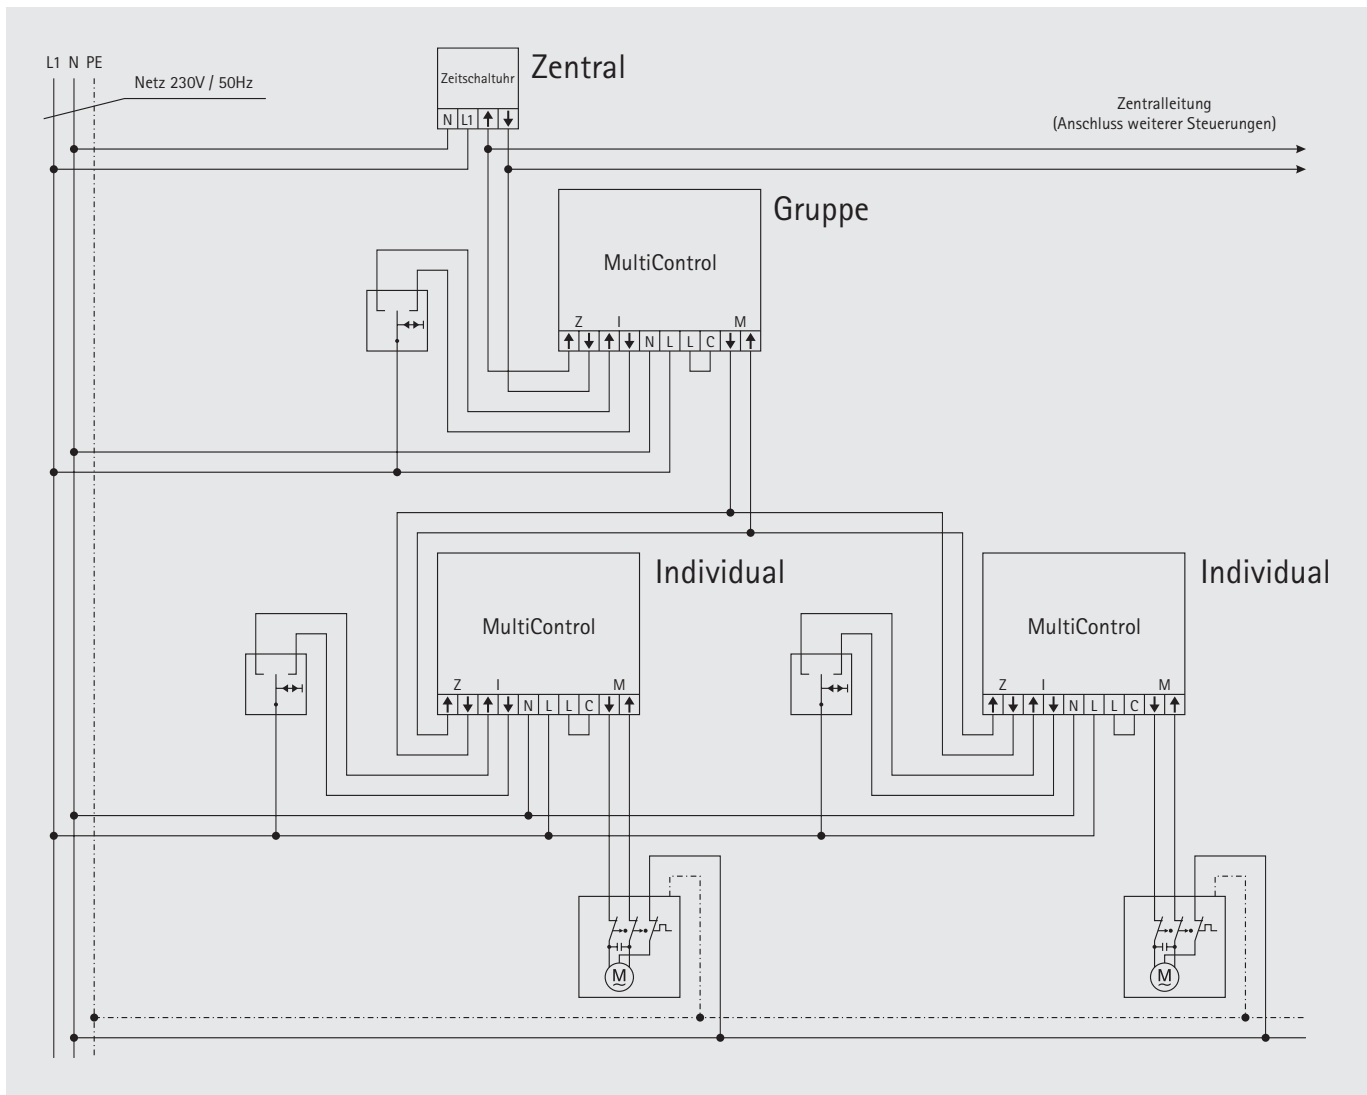 L1 N PE
Netz 230V / 50Hz
Zeitschaltuhr
Zentral
N L1 ↑ ↓
Zentralleitung
(Anschluss weiterer Steuerungen)
Gruppe
MultiControl
Z I M
↑ ↓ ↑ ↓ N L L C ↓ ↑
Individual
MultiControl
Z I M
↑ ↓ ↑ ↓ N L L C ↓ ↑
M
Individual
MultiControl
Z I M
↑ ↓ ↑ ↓ N L L C ↓ ↑
M